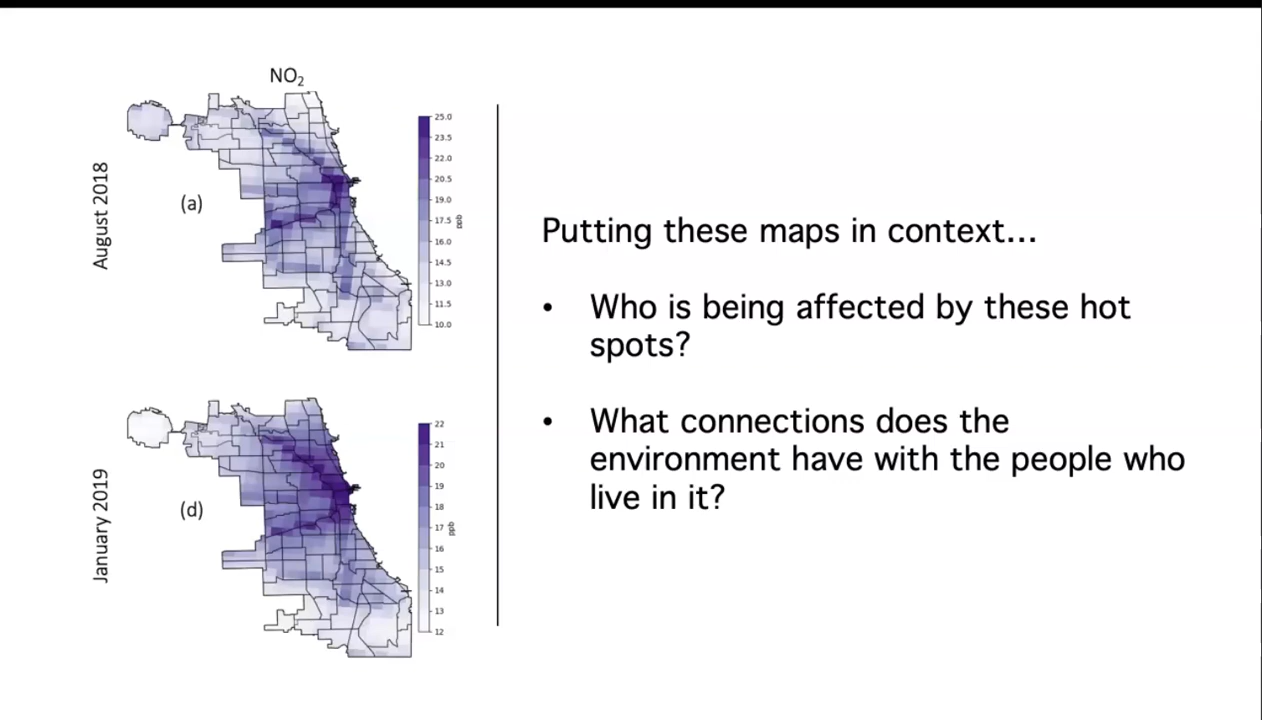 NO₂
August 2018
(a)
25.0
23.5
22.0
20.5
19.0
17.5
16.0
14.5
13.0
11.5
10.0
ppb
January 2019
(d)
22
21
20
19
18
17
16
15
14
13
12
ppb
Putting these maps in context...
• Who is being affected by these hot
spots?
• What connections does the
environment have with the people who
live in it?